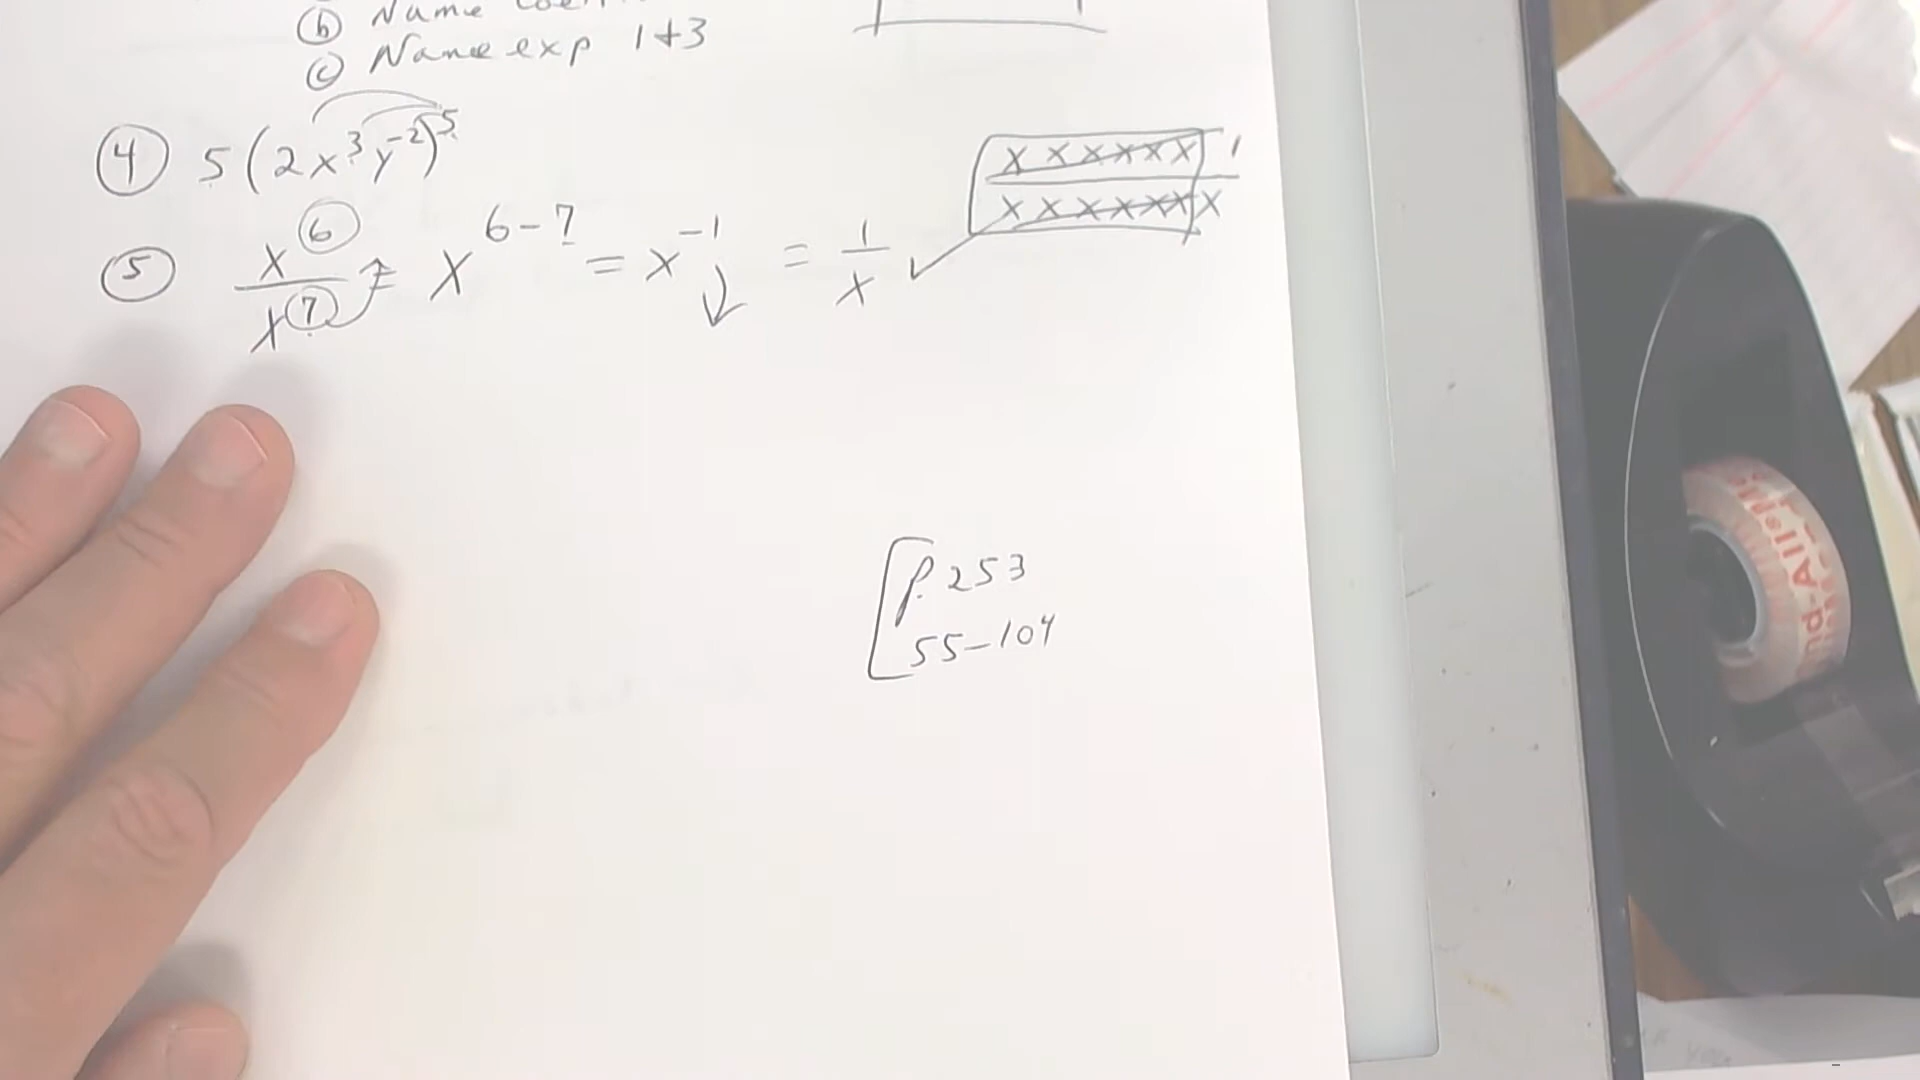 (b) Name
(c) Name exp 1+3
(4) 5(2x³y⁻²)⁵
xxxxxx 1
xxxxxxx
(5) x⁶/x⁷ = x⁶⁻⁷ = x⁻¹ = 1/x ✓
p. 253
55-104